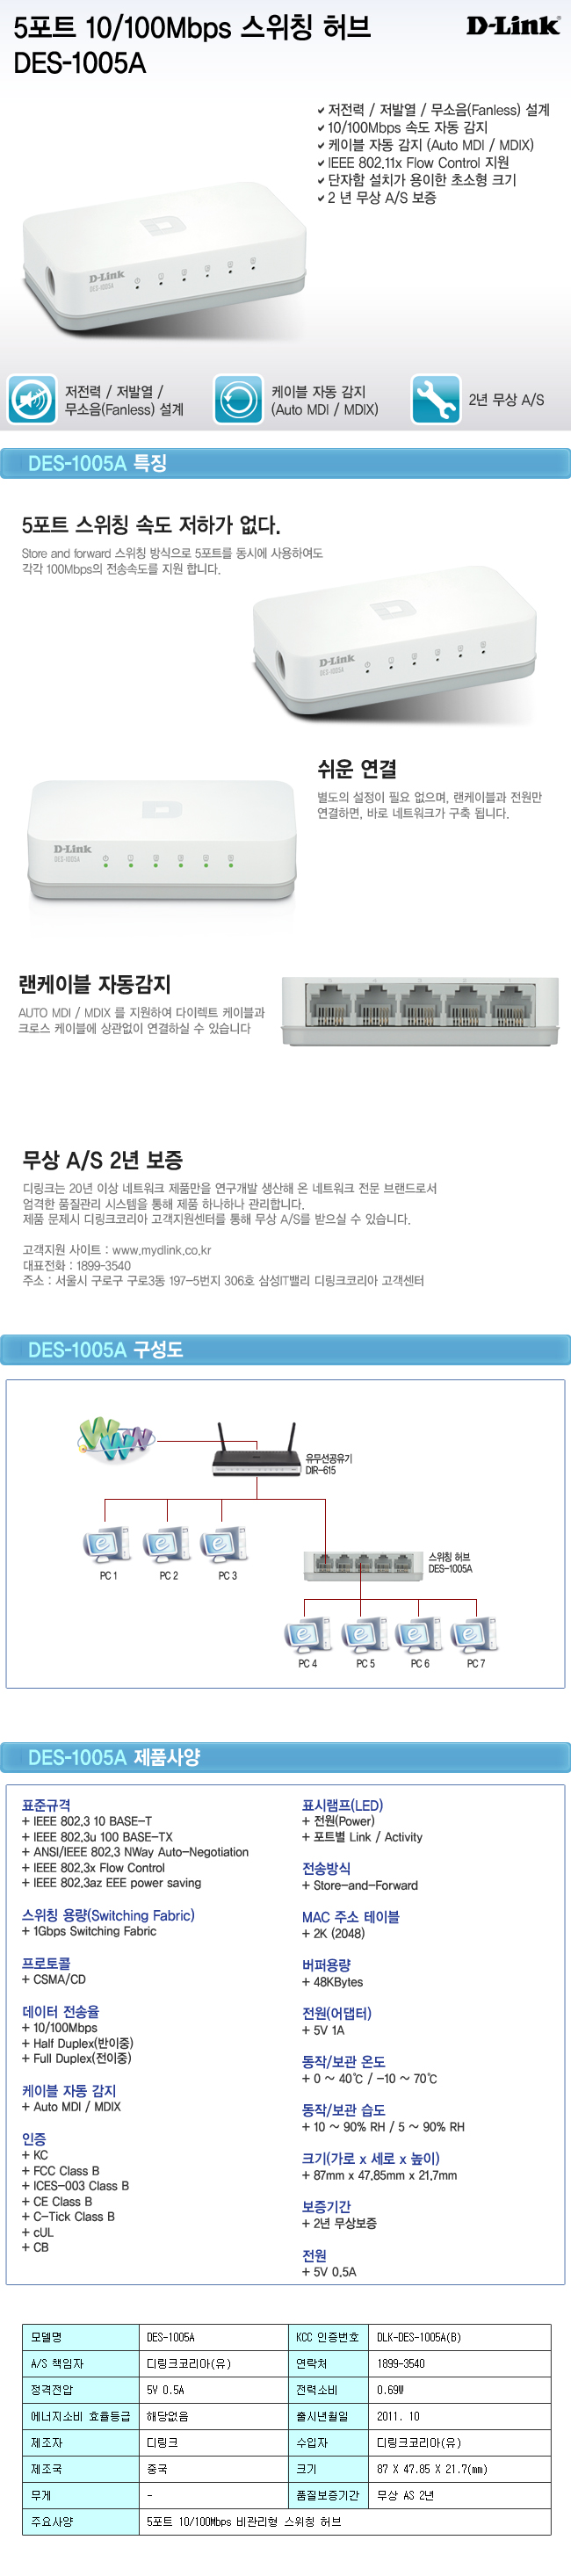 5포트 10/100Mbps 스위칭 허브
DES-1005A
D-Link
저전력 / 저발열 / 무소음(Fanless) 설계
10/100Mbps 속도 자동 감지
케이블 자동 감지 (Auto MDI / MDIX)
IEEE 802.11x Flow Control 지원
단자함 설치가 용이한 초소형 크기
2 년 무상 A/S 보증
D-Link
DES-1005A
저전력 / 저발열 /
무소음(Fanless) 설계
케이블 자동 감지
(Auto MDI / MDIX)
2년 무상 A/S
DES-1005A 특징
5포트 스위칭 속도 저하가 없다.
Store and forward 스위칭 방식으로 5포트를 동시에 사용하여도
각각 100Mbps의 전송속도를 지원 합니다.
D-Link
DES-1005A
쉬운 연결
별도의 설정이 필요 없으며, 랜케이블과 전원만
연결하면, 바로 네트워크가 구축 됩니다.
D-Link
DES-1005A
랜케이블 자동감지
AUTO MDI / MDIX 를 지원하여 다이렉트 케이블과
크로스 케이블에 상관없이 연결하실 수 있습니다
무상 A/S 2년 보증
디링크는 20년 이상 네트워크 제품만을 연구개발 생산해 온 네트워크 전문 브랜드로서
엄격한 품질관리 시스템을 통해 제품 하나하나 관리합니다.
제품 문제시 디링크코리아 고객지원센터를 통해 무상 A/S를 받으실 수 있습니다.
고객지원 사이트 : www.mydlink.co.kr
대표전화 : 1899-3540
주소 : 서울시 구로구 구로3동 197-5번지 306호 삼성IT밸리 디링크코리아 고객센터
DES-1005A 구성도
WWW
유무선공유기
DIR-615
PC 1
PC 2
PC 3
스위칭 허브
DES-1005A
PC 4
PC 5
PC 6
PC 7
DES-1005A 제품사양
표준규격
+ IEEE 802.3 10 BASE-T
+ IEEE 802.3u 100 BASE-TX
+ ANSI/IEEE 802.3 NWay Auto-Negotiation
+ IEEE 802.3x Flow Control
+ IEEE 802.3az EEE power saving
스위칭 용량(Switching Fabric)
+ 1Gbps Switching Fabric
프로토콜
+ CSMA/CD
데이터 전송율
+ 10/100Mbps
+ Half Duplex(반이중)
+ Full Duplex(전이중)
케이블 자동 감지
+ Auto MDI / MDIX
인증
+ KC
+ FCC Class B
+ ICES-003 Class B
+ CE Class B
+ C-Tick Class B
+ cUL
+ CB
표시램프(LED)
+ 전원(Power)
+ 포트별 Link / Activity
전송방식
+ Store-and-Forward
MAC 주소 테이블
+ 2K (2048)
버퍼용량
+ 48KBytes
전원(어댑터)
+ 5V 1A
동작/보관 온도
+ 0 ~ 40℃ / -10 ~ 70℃
동작/보관 습도
+ 10 ~ 90% RH / 5 ~ 90% RH
크기(가로 x 세로 x 높이)
+ 87mm x 47.85mm x 21.7mm
보증기간
+ 2년 무상보증
전원
+ 5V 0.5A
모델명 DES-1005A KCC 인증번호 DLK-DES-1005A(B)
A/S 책임자 디링크코리아(유) 연락처 1899-3540
정격전압 5V 0.5A 전력소비 0.69W
에너지소비 효율등급 해당없음 출시년월일 2011. 10
제조자 디링크 수입자 디링크코리아(유)
제조국 중국 크기 87 X 47.85 X 21.7(mm)
무게 - 품질보증기간 무상 AS 2년
주요사양 5포트 10/100Mbps 비관리형 스위칭 허브